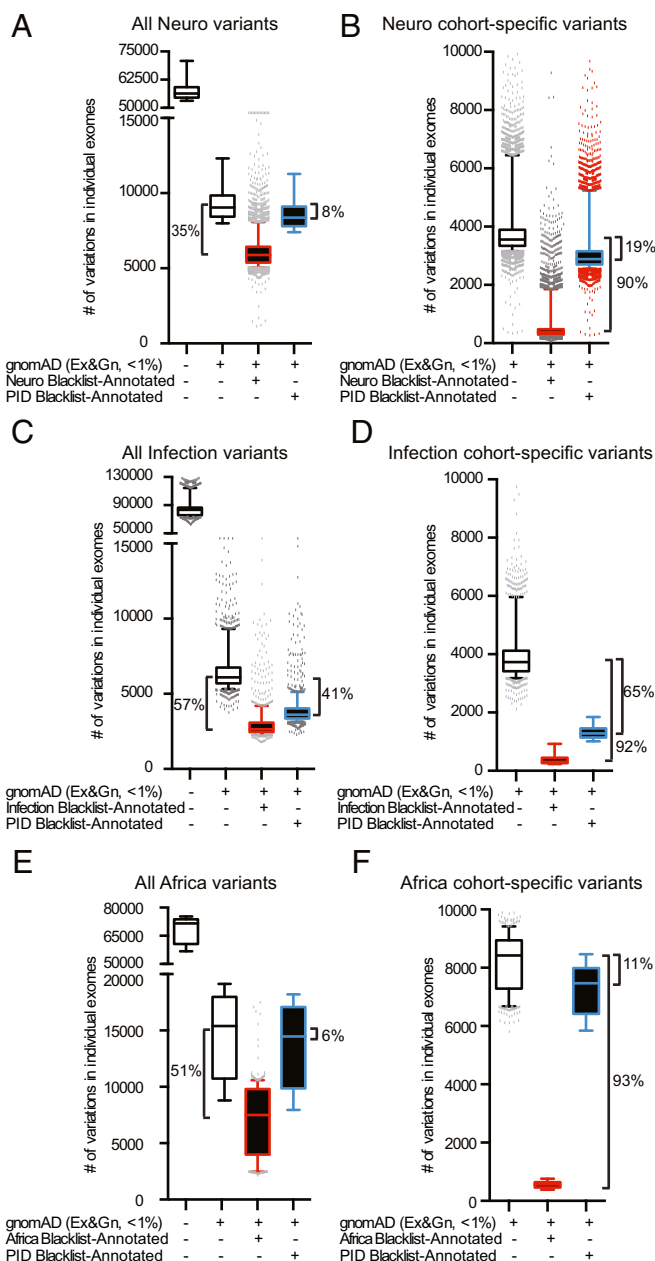 A
All Neuro variants
# of variations in individual exomes
75000
62500
50000
15000
10000
5000
0
35%
8%
gnomAD (Ex&Gn, <1%) - + + +
Neuro Blacklist-Annotated - - + -
PID Blacklist-Annotated - - - +
B
Neuro cohort-specific variants
# of variations in individual exomes
10000
8000
6000
4000
2000
0
19%
90%
gnomAD (Ex&Gn, <1%) + + +
Neuro Blacklist-Annotated - + -
PID Blacklist-Annotated - - +
C
All Infection variants
# of variations in individual exomes
130000
90000
50000
15000
10000
5000
0
57%
41%
gnomAD (Ex&Gn, <1%) - + + +
Infection Blacklist-Annotated - - + -
PID Blacklist-Annotated - - - +
D
Infection cohort-specific variants
# of variations in individual exomes
10000
8000
6000
4000
2000
0
65%
92%
gnomAD (Ex&Gn, <1%) + + +
Infection Blacklist-Annotated - + -
PID Blacklist-Annotated - - +
E
All Africa variants
# of variations in individual exomes
80000
65000
50000
20000
15000
10000
5000
0
51%
6%
gnomAD (Ex&Gn, <1%) - + + +
Africa Blacklist-Annotated - - + -
PID Blacklist-Annotated - - - +
F
Africa cohort-specific variants
# of variations in individual exomes
10000
8000
6000
4000
2000
0
11%
93%
gnomAD (Ex&Gn, <1%) + + +
Africa Blacklist-Annotated - + -
PID Blacklist-Annotated - - +